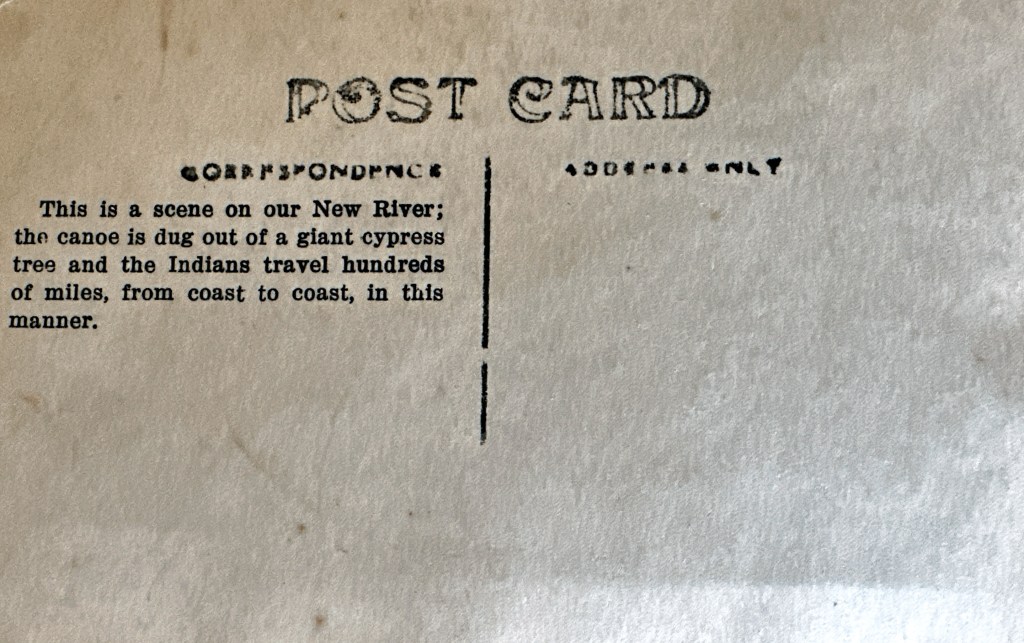 POST CARD
CORRESPONDENCE
ADDRESS ONLY
This is a scene on our New River;
the canoe is dug out of a giant cypress
tree and the Indians travel hundreds
of miles, from coast to coast, in this
manner.